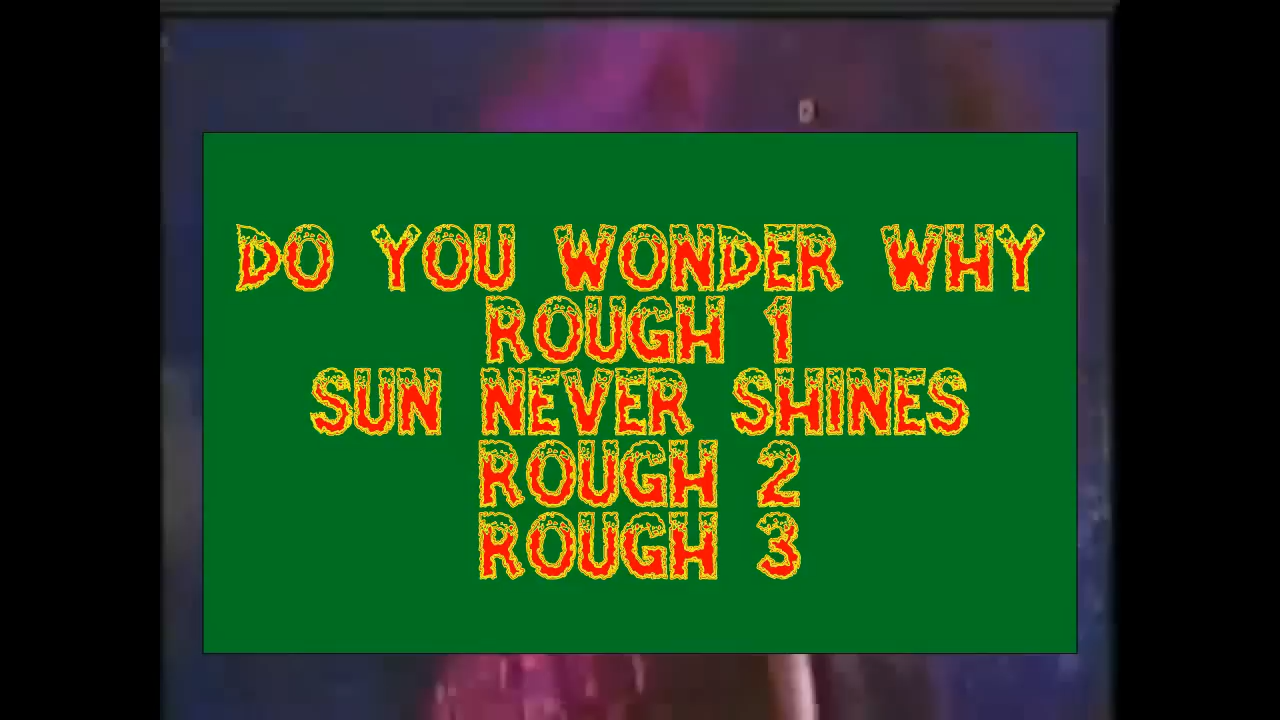 DO YOU WONDER WHY
ROUGH 1
SUN NEVER SHINES
ROUGH 2
ROUGH 3